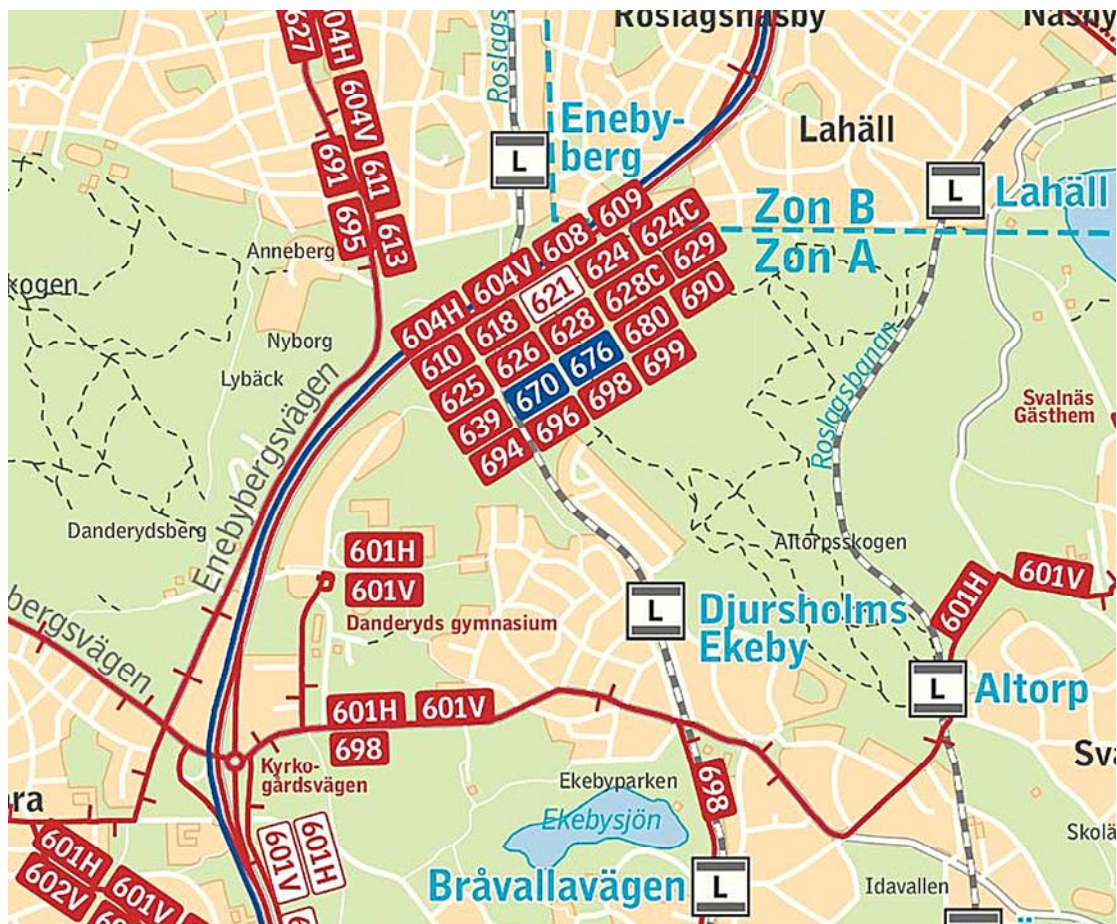 Roslagsnäsby
Näsby
627
604H
604V
611
613
691
695
Roslags
Eneby-
berg
L
Lahäll
L
Lahäll
Zon B
Zon A
Anneberg
kogen
Nyborg
Lybäck
604H 604V 608 609
610 618 621 624 624C
625 626 628 628C 629
639 670 676 680 690
694 696 698 699
Enebybergsvägen
Roslagsbanan
Svalnäs
Gästhem
Danderydsberg
Altorpsskogen
601H
601V
Danderyds gymnasium
601H 601V
L
Djursholms
Ekeby
bergsvägen
L
Altorp
601H 601V
698
Kyrko-
gårdsvägen
698
Ekebyparken
Ekebysjön
L
Bråvallavägen
Idavallen
Sva
Skolä
ra
601H 601V
602V
601V
601H